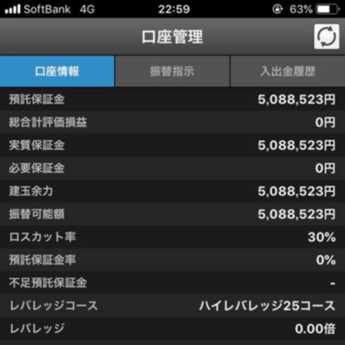 SoftBank 4G 22:59 63%
口座管理
口座情報 振替指示 入出金履歴
預託保証金 5,088,523円
総合計評価損益 0円
実質保証金 5,088,523円
必要保証金 0円
建玉余力 5,088,523円
振替可能額 5,088,523円
ロスカット率 30%
預託保証金率 0%
不足預託保証金 -
レバレッジコース ハイレバレッジ25コース
レバレッジ 0.00倍